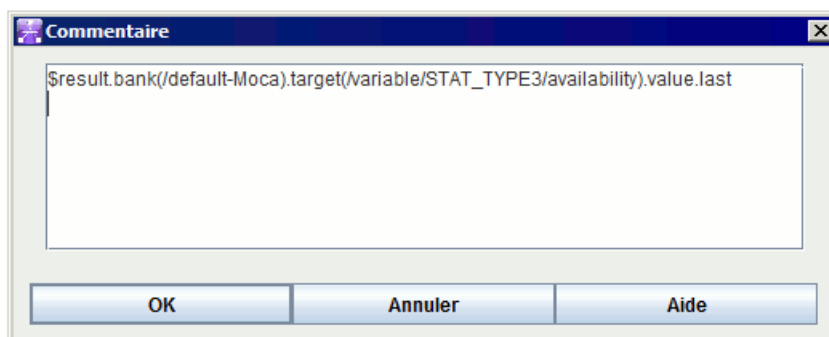 Commentaire
$result.bank(/default-Moca).target(/variable/STAT_TYPE3/availability).value.last
OK
Annuler
Aide